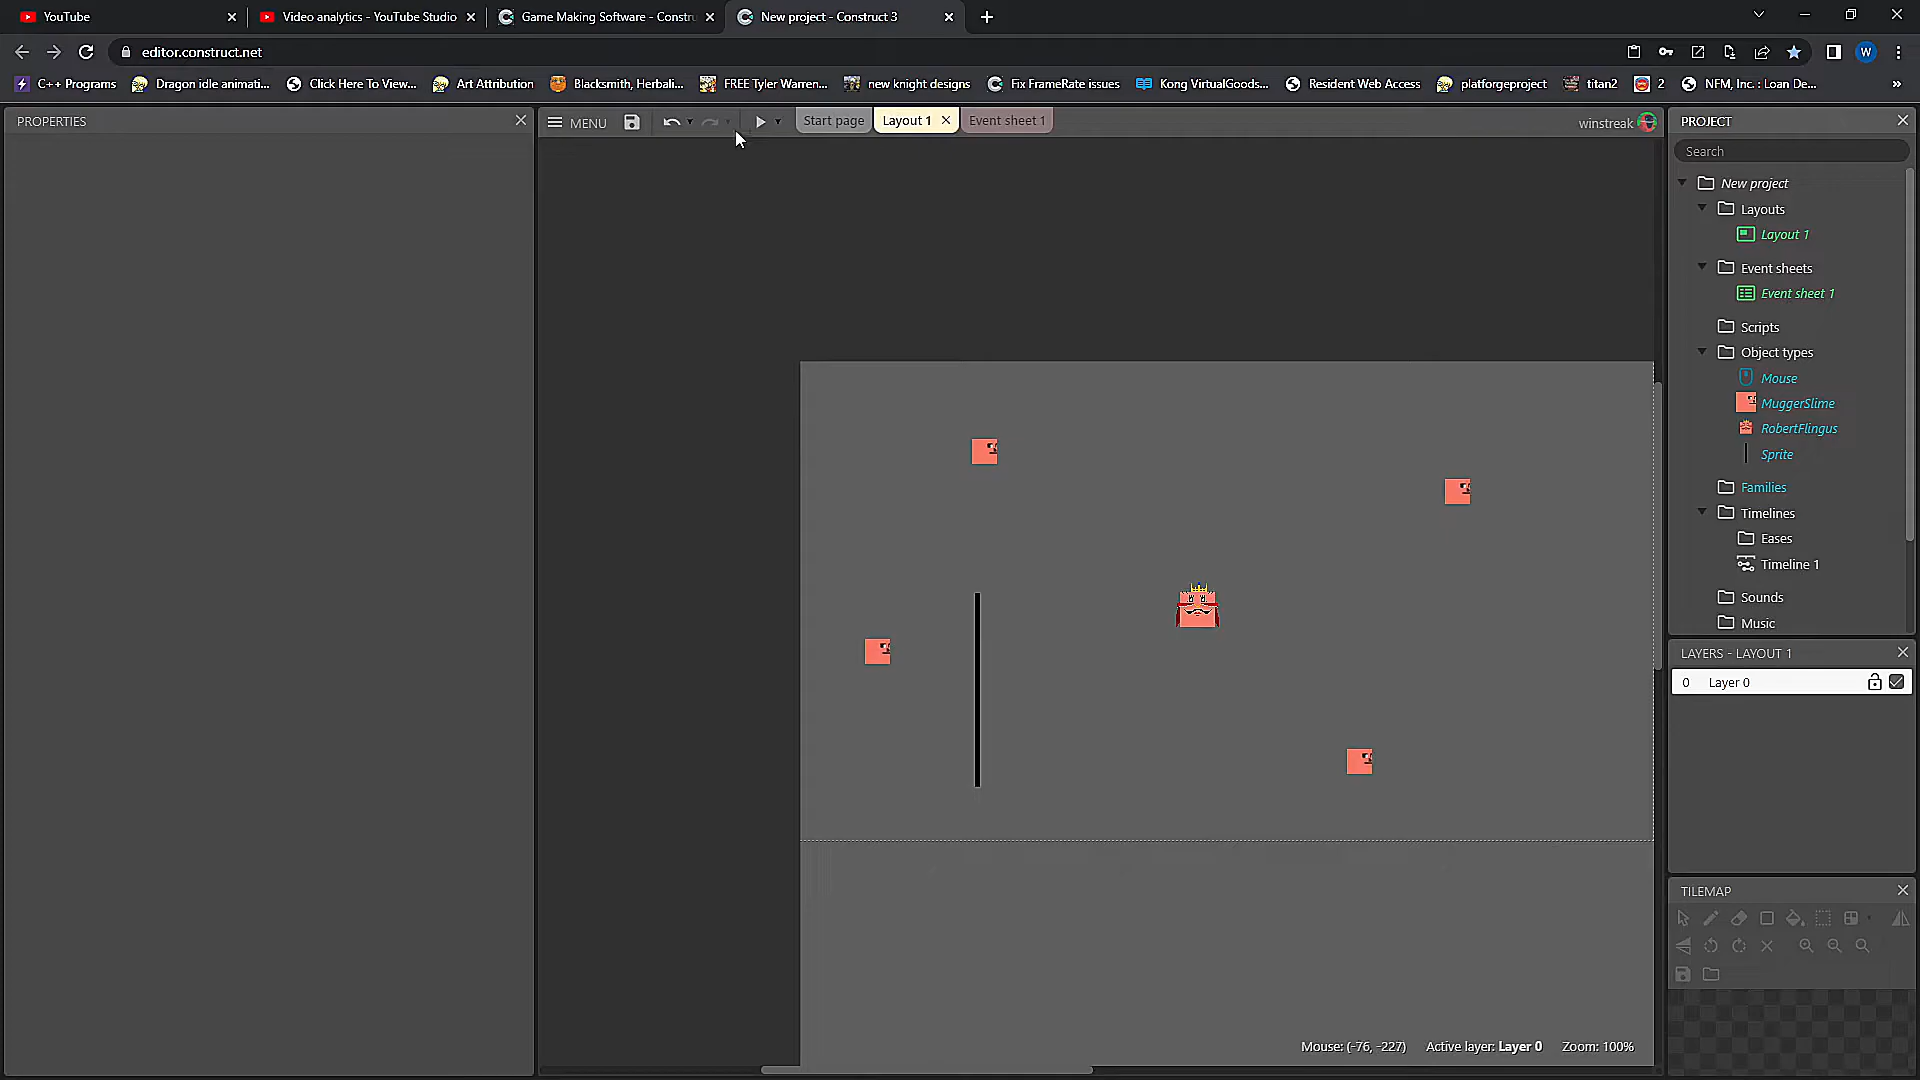 YouTube
Video analytics - YouTube Studio
Game Making Software - Constru
New project - Construct 3
editor.construct.net
W
C++ Programs
Dragon idle animati...
Click Here To View...
Art Attribution
Blacksmith, Herbali...
FREE Tyler Warren...
new knight designs
Fix FrameRate issues
Kong VirtualGoods...
Resident Web Access
platforgeproject
titan2
2
NFM, Inc. : Loan De...
»
PROPERTIES
MENU
Start page
Layout 1
Event sheet 1
winstreak
PROJECT
Search
New project
Layouts
Layout 1
Event sheets
Event sheet 1
Scripts
Object types
Mouse
MuggerSlime
RobertFlingus
Sprite
Families
Timelines
Eases
Timeline 1
Sounds
Music
LAYERS - LAYOUT 1
0 Layer 0
TILEMAP
Mouse: (-76, -227) Active layer: Layer 0 Zoom: 100%